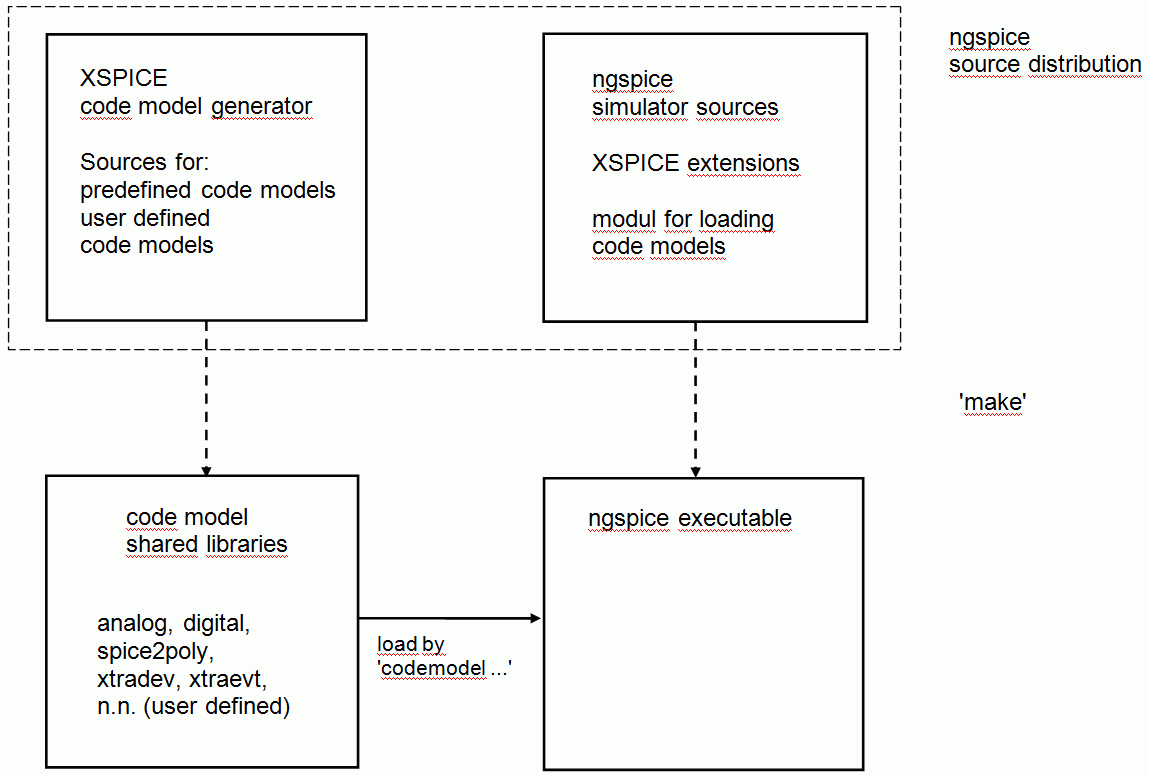 XSPICE
code model generator
Sources for:
predefined code models
user defined
code models
ngspice
simulator sources
XSPICE extensions
modul for loading
code models
ngspice
source distribution
'make'
code model
shared libraries
analog, digital,
spice2poly,
xtradev, xtraevt,
n.n. (user defined)
load by
'codemodel ...'
ngspice executable